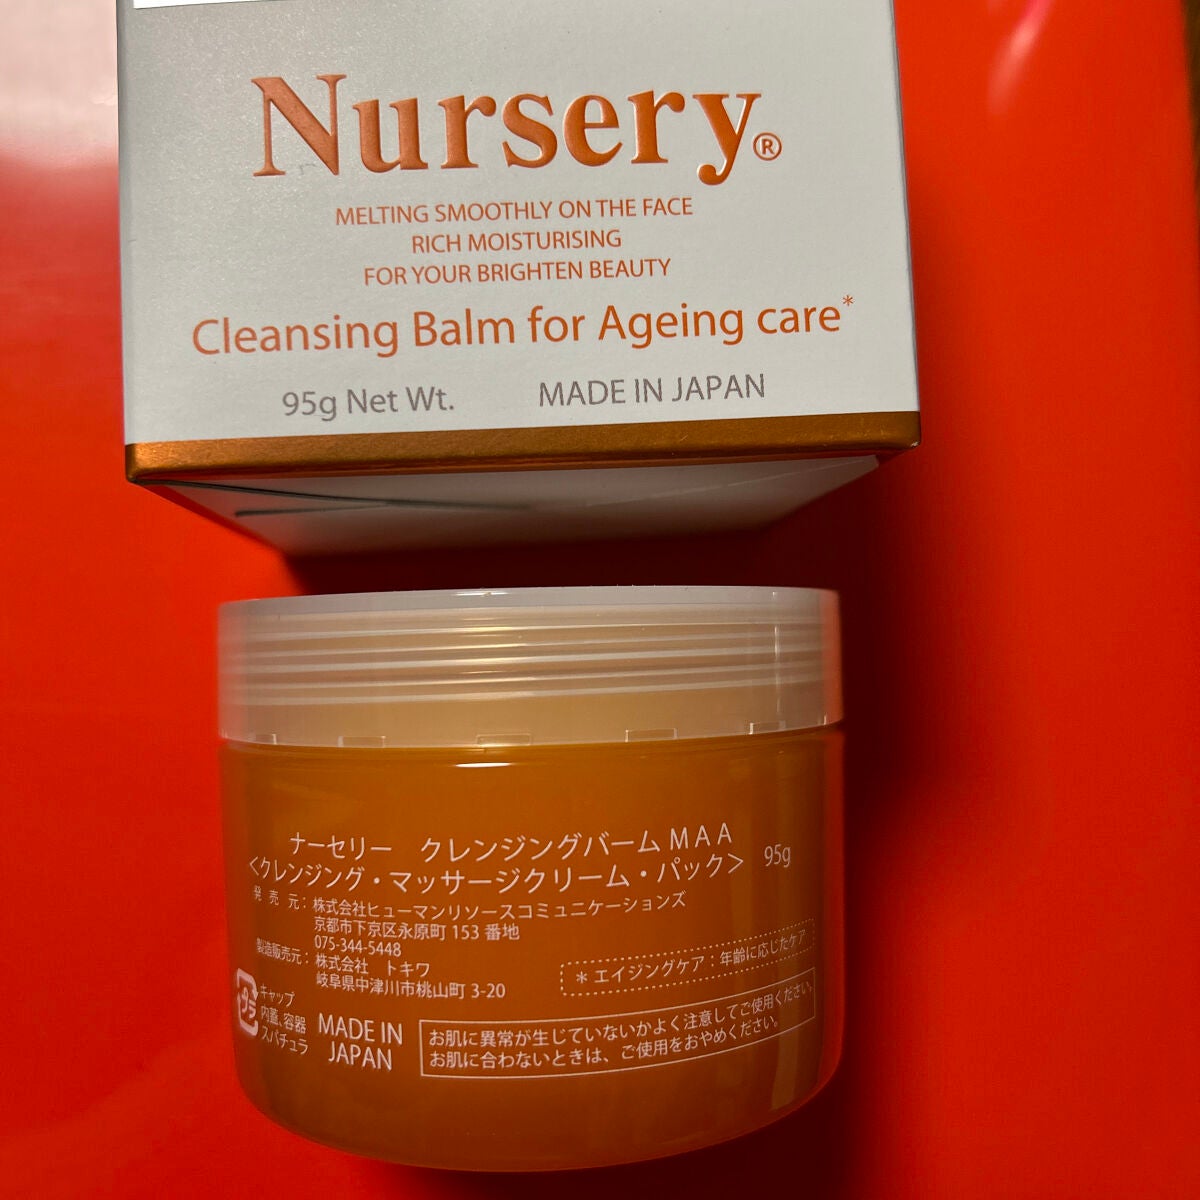 Nursery®
MELTING SMOOTHLY ON THE FACE
RICH MOISTURISING
FOR YOUR BRIGHTEN BEAUTY
Cleansing Balm for Ageing care*
95g Net Wt. MADE IN JAPAN
ナーセリー クレンジングバーム MAA
<クレンジング・マッサージクリーム・パック> 95g
発売元：株式会社ヒューマンリソースコミュニケーションズ
京都市下京区永原町 153 番地
075-344-5448
製造販売元：株式会社 トキワ
岐阜県中津川市桃山町 3-20
*エイジングケア：年齢に応じたケア
プラ
キャップ
内蓋、容器
スパチュラ
MADE IN
JAPAN
お肌に異常が生じていないかよく注意してご使用ください。
お肌に合わないときは、ご使用をおやめください。